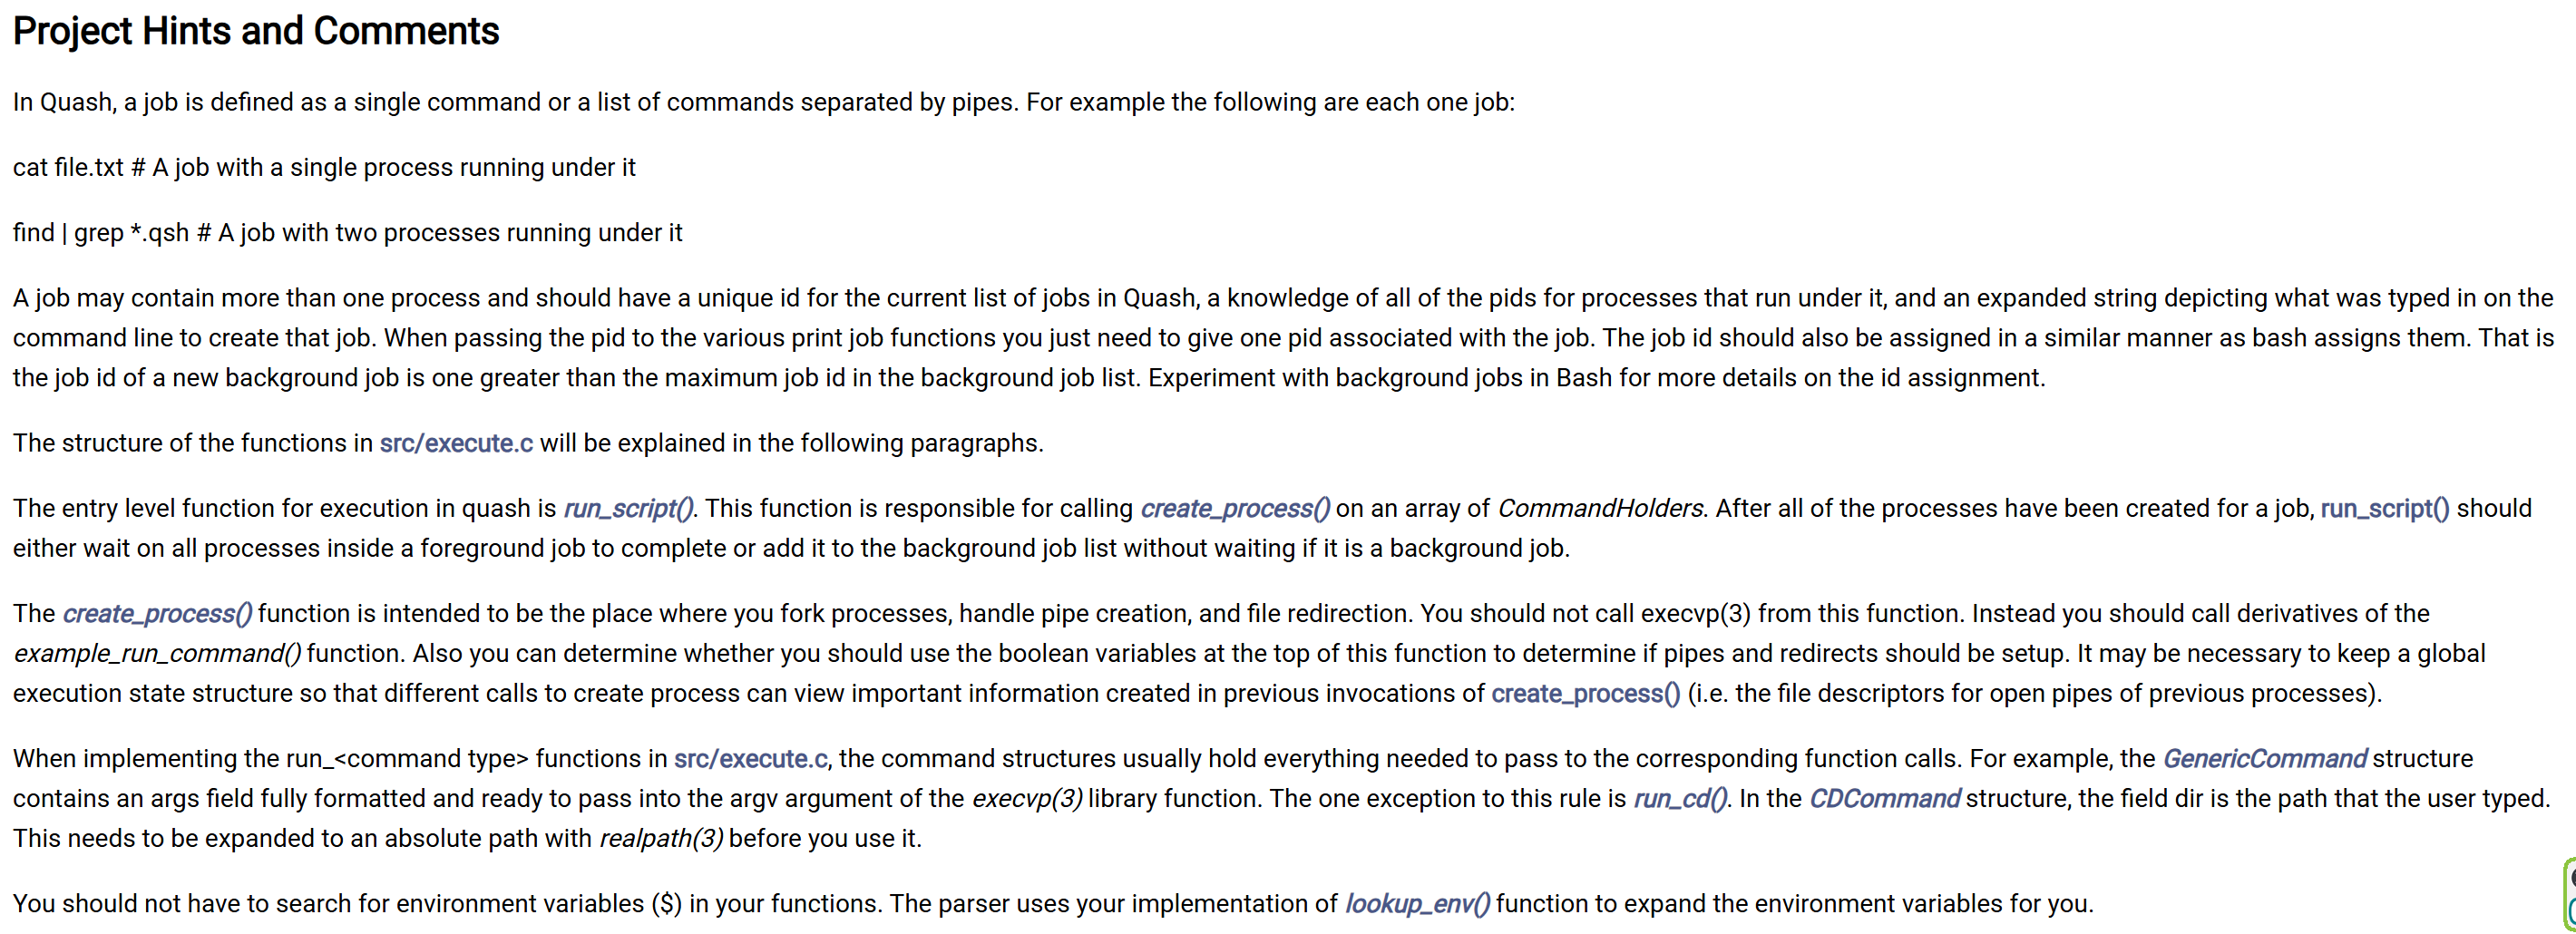 Project Hints and Comments
In Quash, a job is defined as a single command or a list of commands separated by pipes. For example the following are each one job:
cat file.txt # A job with a single process running under it
find | grep *.qsh # A job with two processes running under it
A job may contain more than one process and should have a unique id for the current list of jobs in Quash, a knowledge of all of the pids for processes that run under it, and an expanded string depicting what was typed in on the
command line to create that job. When passing the pid to the various print job functions you just need to give one pid associated with the job. The job id should also be assigned in a similar manner as bash assigns them. That is
the job id of a new background job is one greater than the maximum job id in the background job list. Experiment with background jobs in Bash for more details on the id assignment.
The structure of the functions in src/execute.c will be explained in the following paragraphs.
The entry level function for execution in quash is run_script(). This function is responsible for calling create_process() on an array of CommandHolders. After all of the processes have been created for a job, run_script() should
either wait on all processes inside a foreground job to complete or add it to the background job list without waiting if it is a background job.
The create_process() function is intended to be the place where you fork processes, handle pipe creation, and file redirection. You should not call execvp(3) from this function. Instead you should call derivatives of the
example_run_command() function. Also you can determine whether you should use the boolean variables at the top of this function to determine if pipes and redirects should be setup. It may be necessary to keep a global
execution state structure so that different calls to create process can view important information created in previous invocations of create_process() (i.e. the file descriptors for open pipes of previous processes).
When implementing the run_<command type> functions in src/execute.c, the command structures usually hold everything needed to pass to the corresponding function calls. For example, the GenericCommand structure
contains an args field fully formatted and ready to pass into the argv argument of the execvp(3) library function. The one exception to this rule is run_cd(). In the CDCommand structure, the field dir is the path that the user typed.
This needs to be expanded to an absolute path with realpath(3) before you use it.
You should not have to search for environment variables ($) in your functions. The parser uses your implementation of lookup_env() function to expand the environment variables for you.